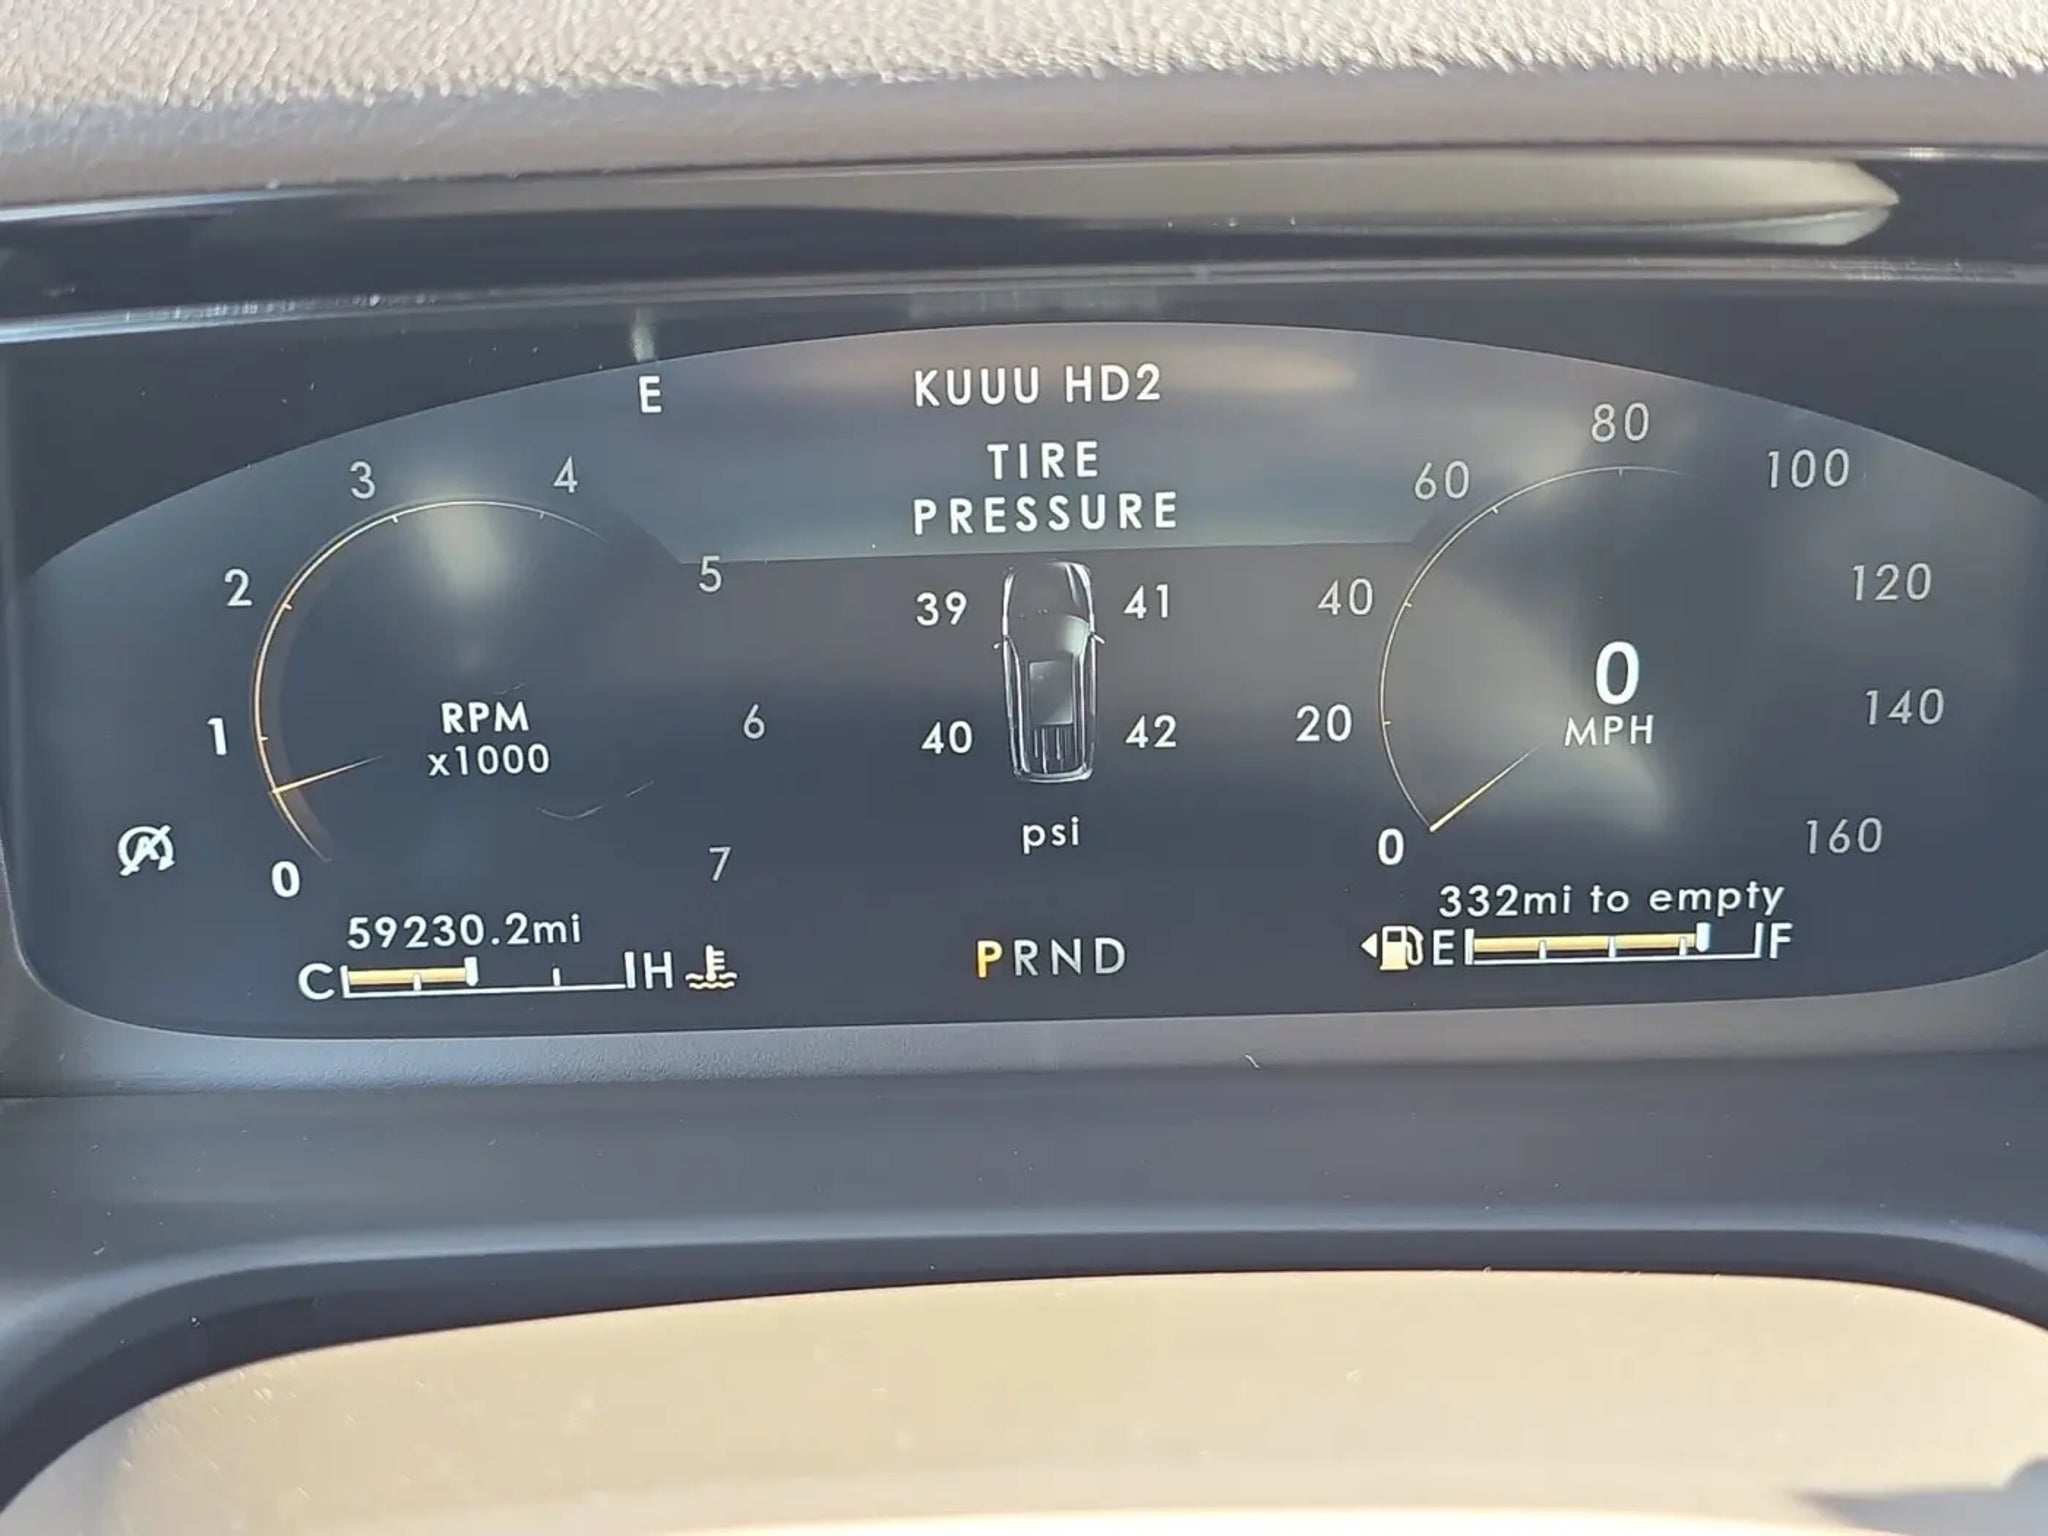 E
KUUU HD2
TIRE
PRESSURE
0
1
2
3
4
5
6
7
RPM
x1000
39
41
40
42
psi
0
20
40
60
80
100
120
140
160
0
MPH
A
59230.2mi
C H
PRND
332mi to empty
E F